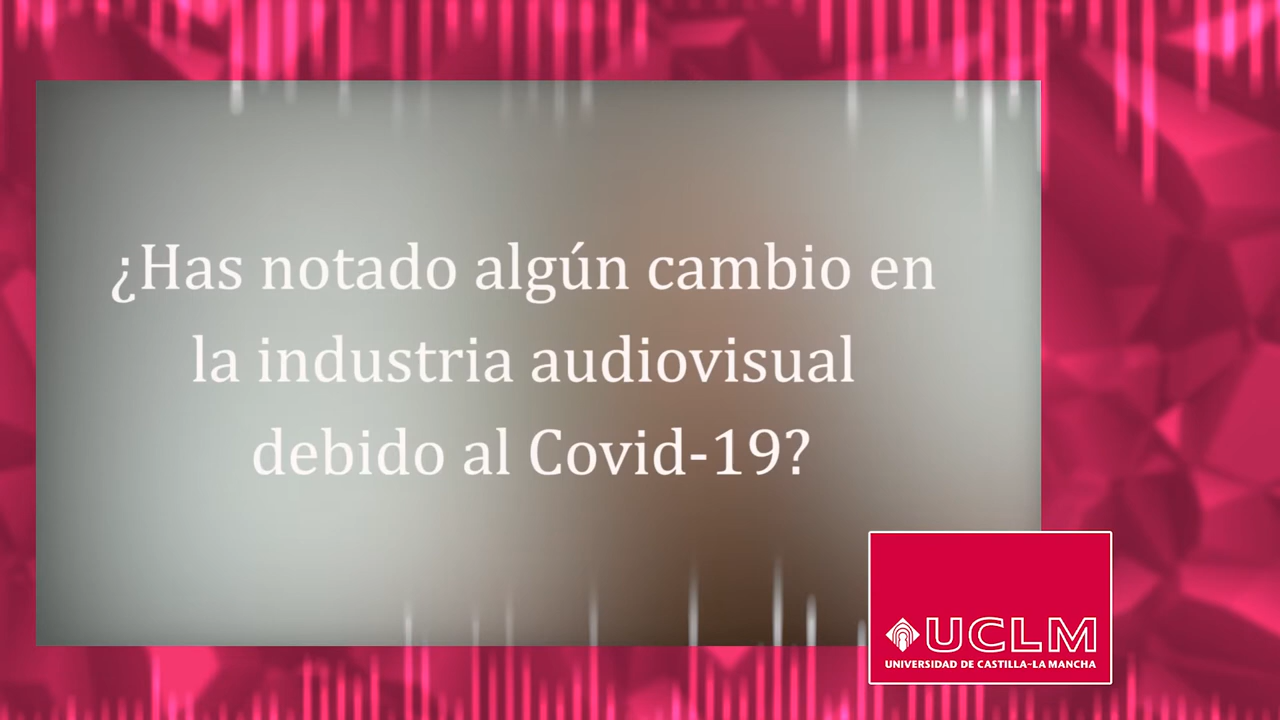 ¿Has notado algún cambio en
la industria audiovisual
debido al Covid-19?
UCLM
UNIVERSIDAD DE CASTILLA-LA MANCHA